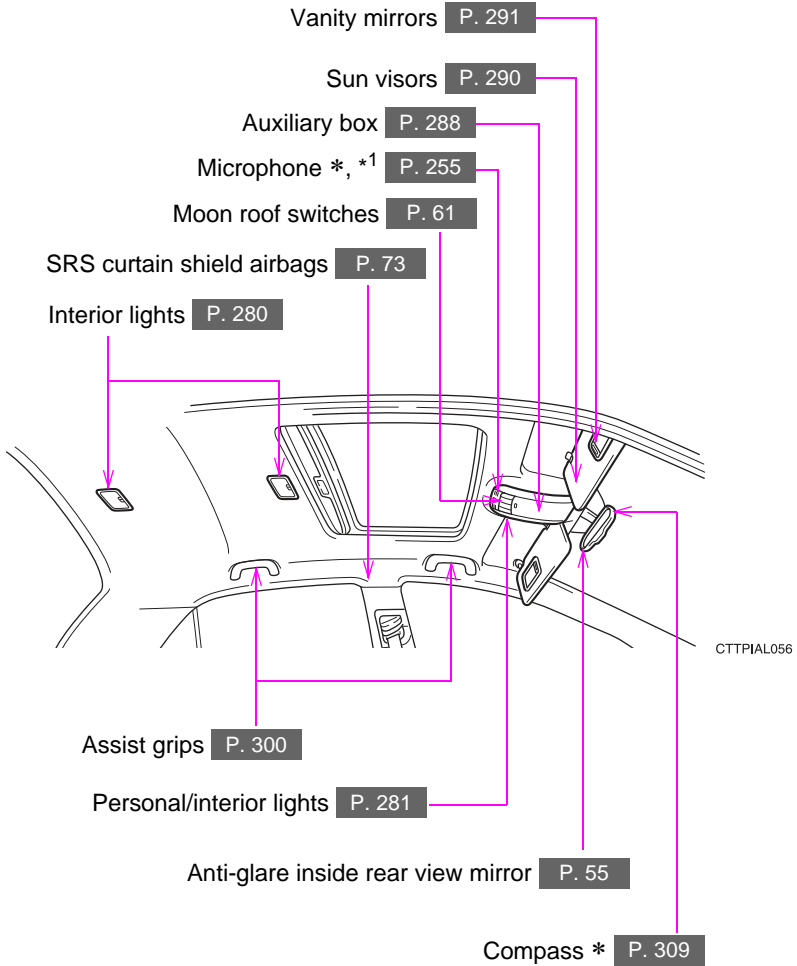 Vanity mirrors P. 291
Sun visors P. 290
Auxiliary box P. 288
Microphone *, *1 P. 255
Moon roof switches P. 61
SRS curtain shield airbags P. 73
Interior lights P. 280
CTTPIAL056
Assist grips P. 300
Personal/interior lights P. 281
Anti-glare inside rear view mirror P. 55
Compass * P. 309